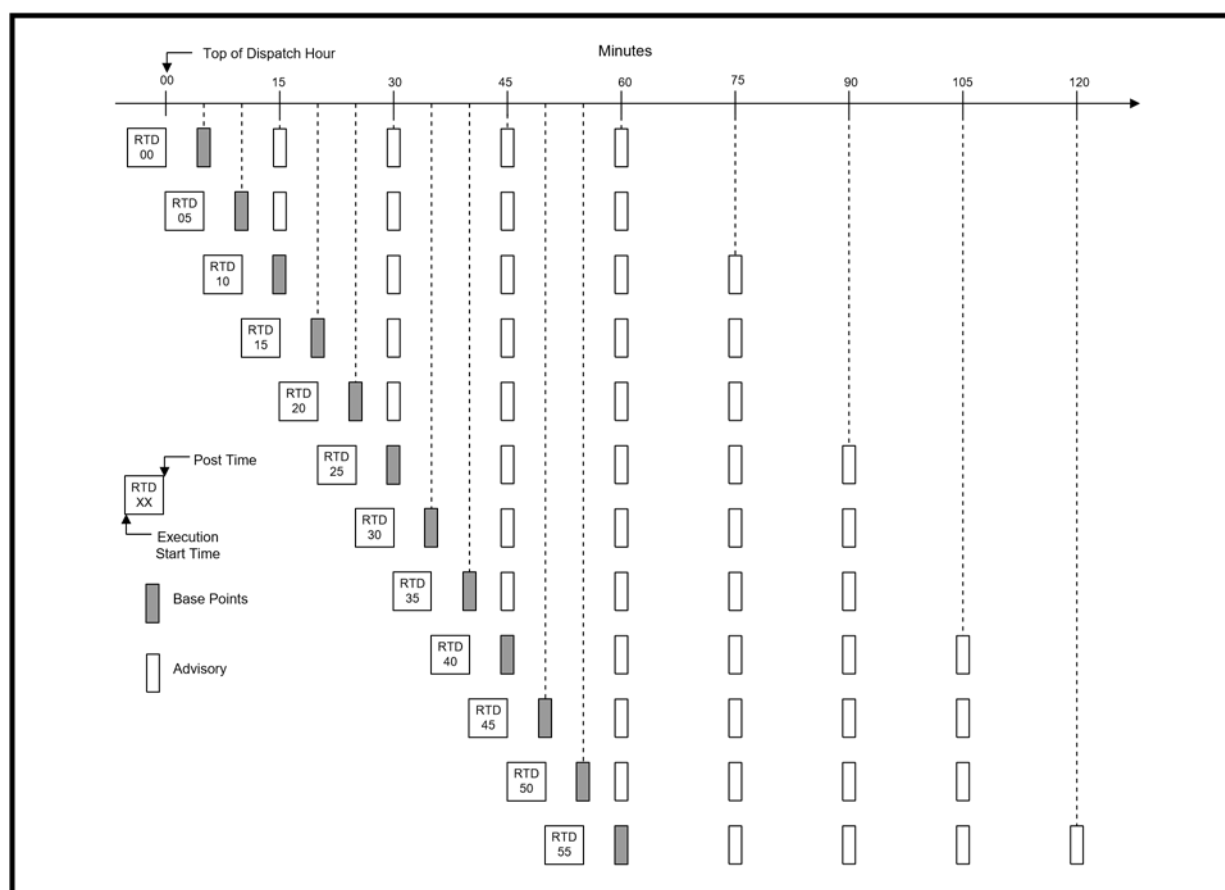 Top of Dispatch Hour
Minutes
00 15 30 45 60 75 90 105 120
RTD
00
RTD
05
RTD
10
RTD
15
RTD
20
RTD
25
Post Time
RTD
XX
Execution
Start Time
RTD
30
Base Points
RTD
35
Advisory
RTD
40
RTD
45
RTD
50
RTD
55